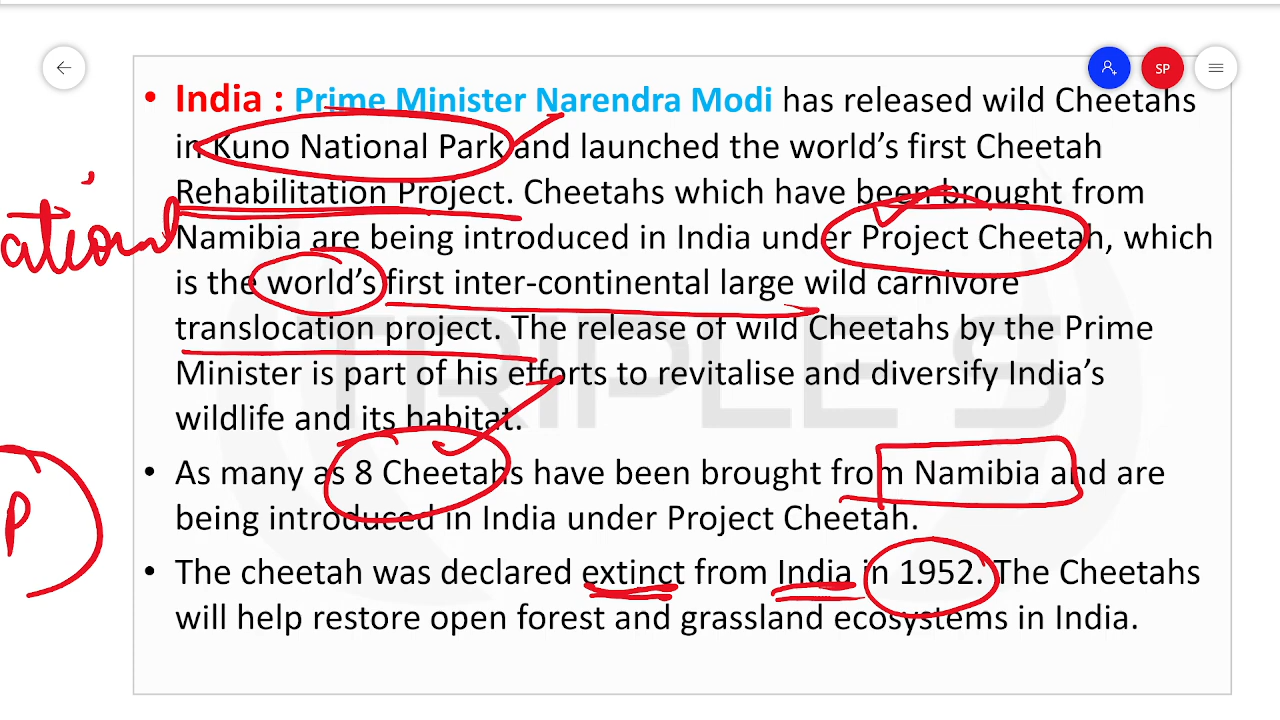 SP
• India : Prime Minister Narendra Modi has released wild Cheetahs
in Kuno National Park and launched the world's first Cheetah
Rehabilitation Project. Cheetahs which have been brought from
Namibia are being introduced in India under Project Cheetah, which
is the world's first inter-continental large wild carnivore
translocation project. The release of wild Cheetahs by the Prime
Minister is part of his efforts to revitalise and diversify India's
wildlife and its habitat.
• As many as 8 Cheetahs have been brought from Namibia and are
being introduced in India under Project Cheetah.
• The cheetah was declared extinct from India in 1952. The Cheetahs
will help restore open forest and grassland ecosystems in India.
ational
P
TRIPLE S